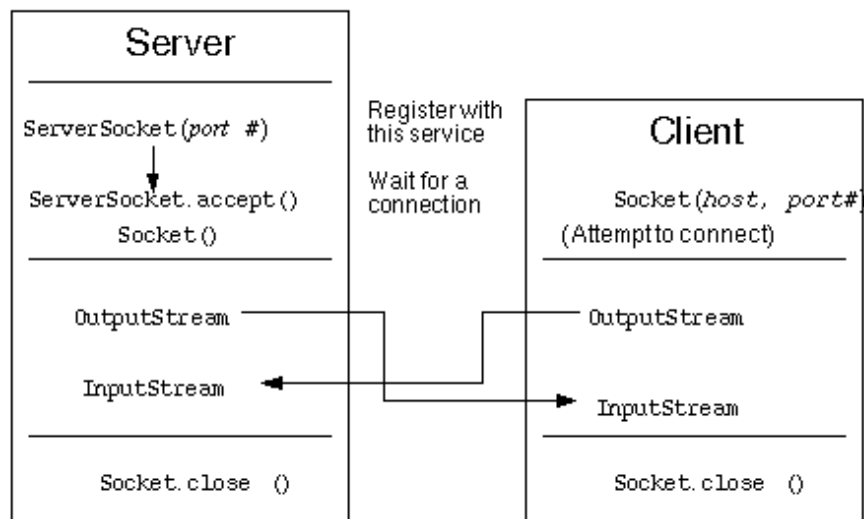 Server
ServerSocket(port #)
ServerSocket.accept()
Socket()
OutputStream
InputStream
Socket.close ()
Register with
this service
Wait for a
connection
Client
Socket(host, port#)
(Attempt to connect)
OutputStream
InputStream
Socket.close ()